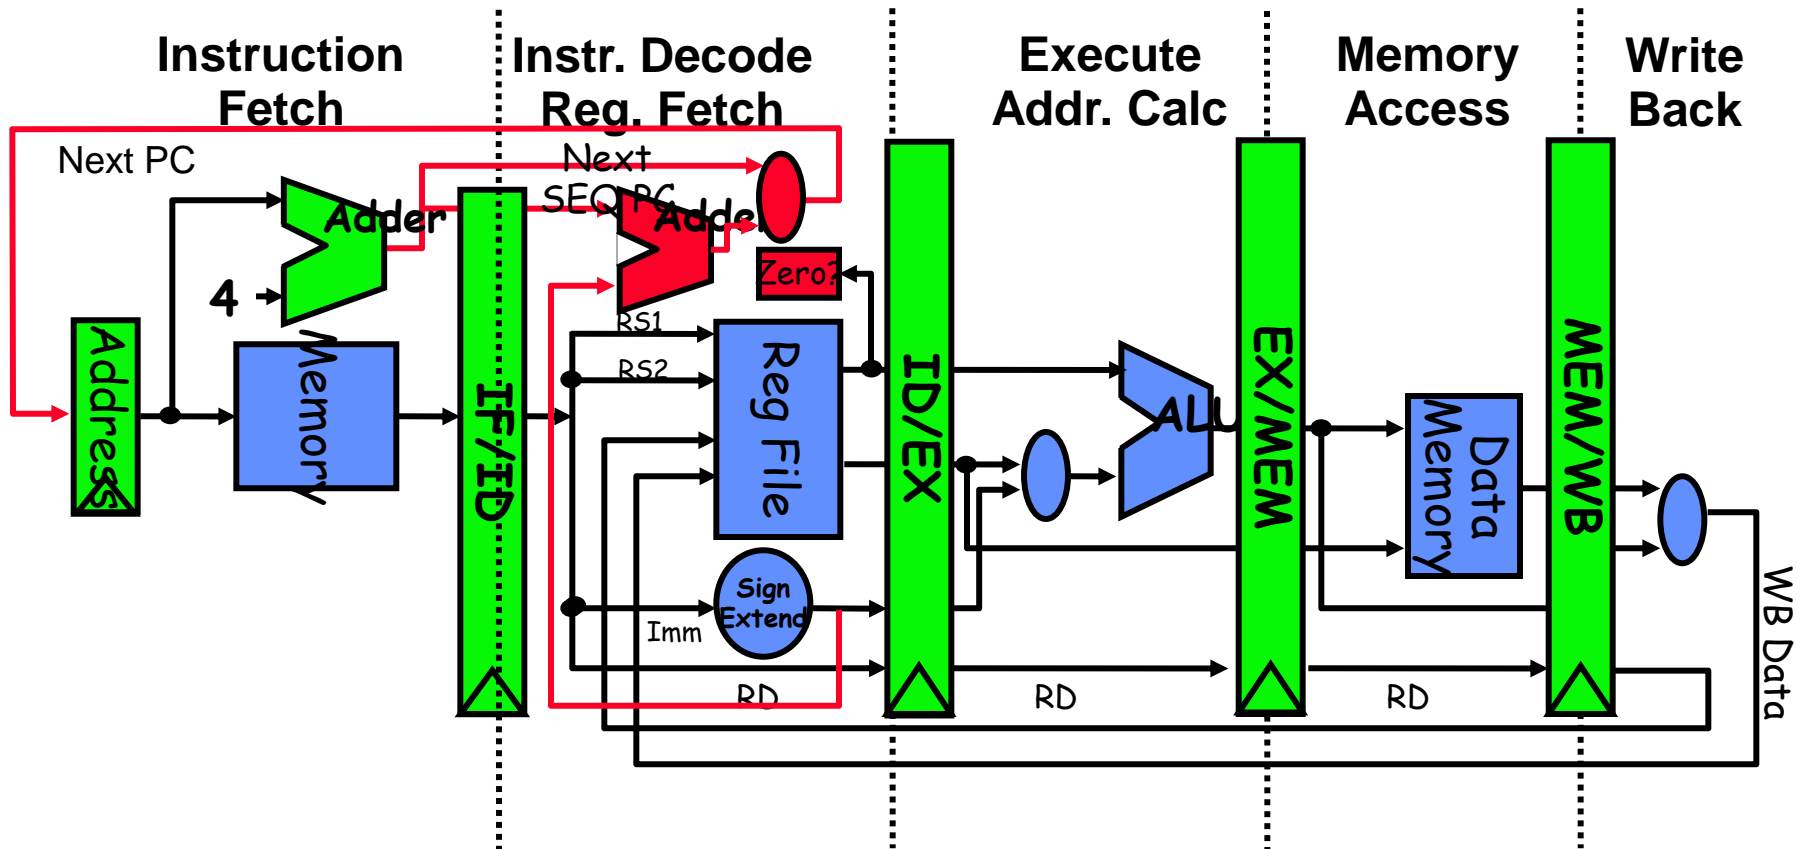 Instruction
Fetch
Instr. Decode
Reg. Fetch
Execute
Addr. Calc
Memory
Access
Write
Back
Next PC
Next
SEQ PC
Adder
Adder
4
Zero?
Address
Memory
IF/ID
RS1
RS2
Reg File
Sign
Extend
Imm
RD
ID/EX
ALU
RD
EX/MEM
Data
Memory
RD
MEM/WB
WB Data